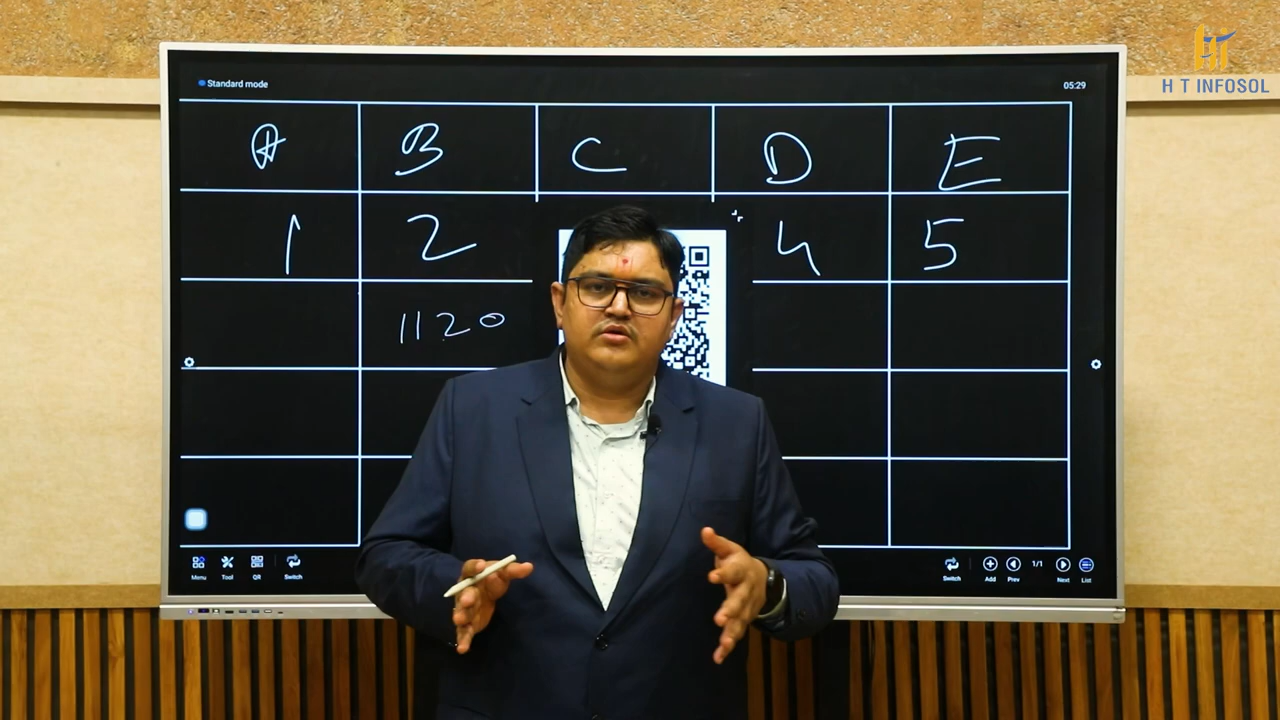 H T INFOSOL
Standard mode 05:29
A B C D E
1 2 4 5
1120
Menu Tool QR Switch Switch Add Prev 1/1 Next List